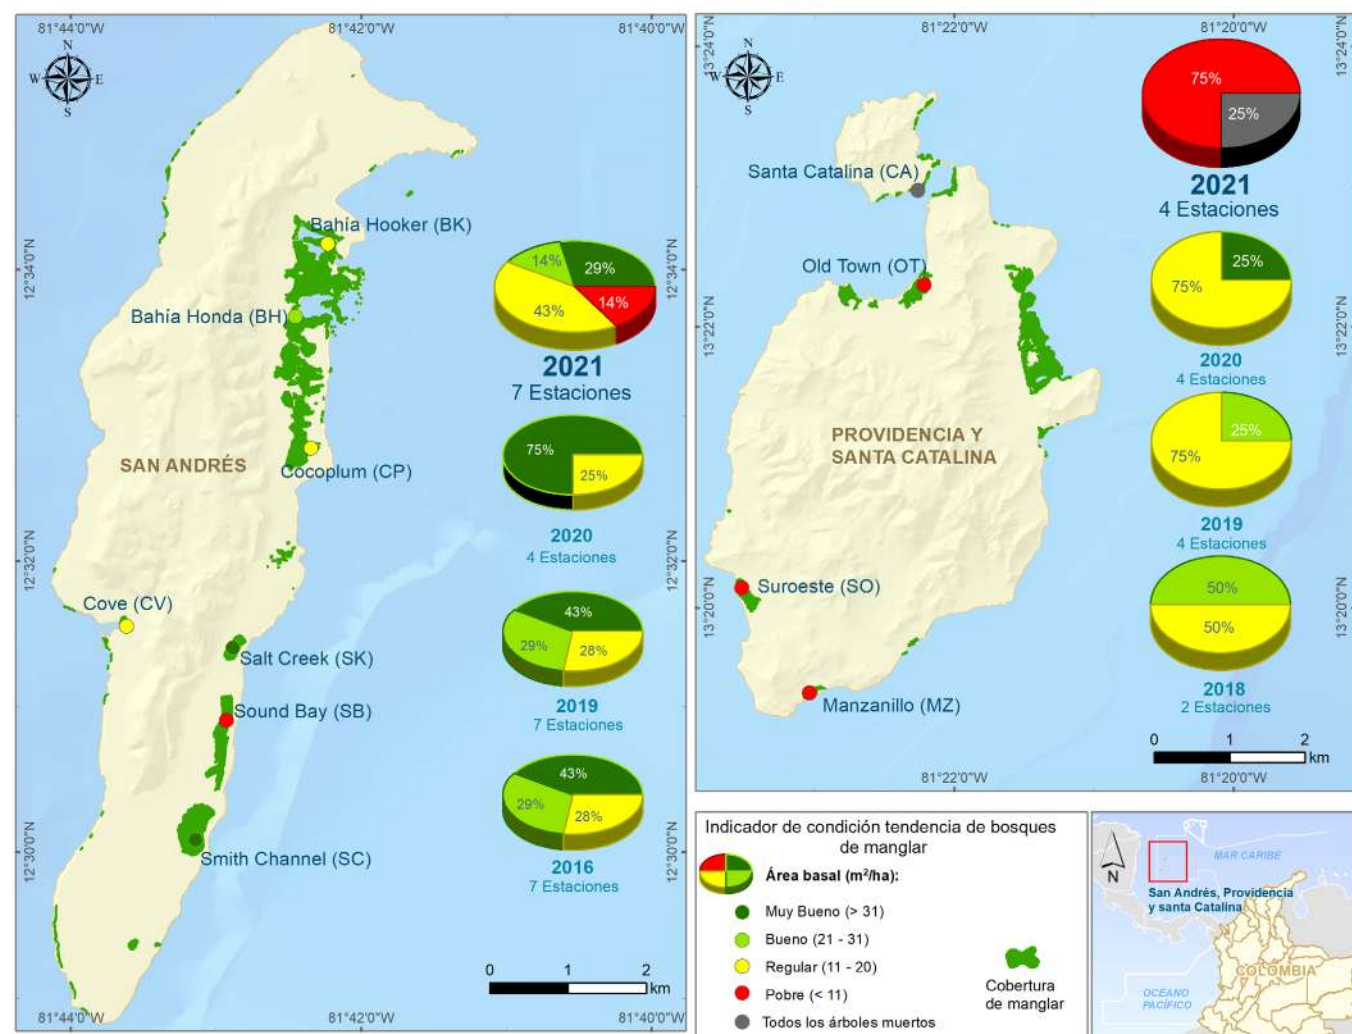 81°44'0"W
81°42'0"W
81°40'0"W
N
W
E
S
12°34'0"N
12°32'0"N
12°30'0"N
Bahía Hooker (BK)
Bahía Honda (BH)
14%
29%
43%
14%
2021
7 Estaciones
SAN ANDRÉS
Cocoplum (CP)
75%
25%
2020
4 Estaciones
Cove (CV)
Salt Creek (SK)
Sound Bay (SB)
43%
29%
28%
2019
7 Estaciones
Smith Channel (SC)
43%
29%
28%
2016
7 Estaciones
0
1
2
km
81°44'0"W
81°42'0"W
81°40'0"W
81°22'0"W
81°20'0"W
13°24'0"N
13°24'0"N
N
W
E
S
75%
25%
2021
4 Estaciones
Santa Catalina (CA)
Old Town (OT)
25%
75%
2020
4 Estaciones
13°22'0"N
13°22'0"N
PROVIDENCIA Y
SANTA CATALINA
25%
75%
2019
4 Estaciones
13°20'0"N
13°20'0"N
Suroeste (SO)
50%
50%
2018
2 Estaciones
Manzanillo (MZ)
0
1
2
km
81°22'0"W
81°20'0"W
Indicador de condición tendencia de bosques
de manglar
Área basal (m²/ha):
Muy Bueno (> 31)
Bueno (21 - 31)
Regular (11 - 20)
Pobre (< 11)
Todos los árboles muertos
Cobertura
de manglar
N
MAR CARIBE
San Andrés, Providencia
y santa Catalina
COLOMBIA
OCÉANO
PACÍFICO